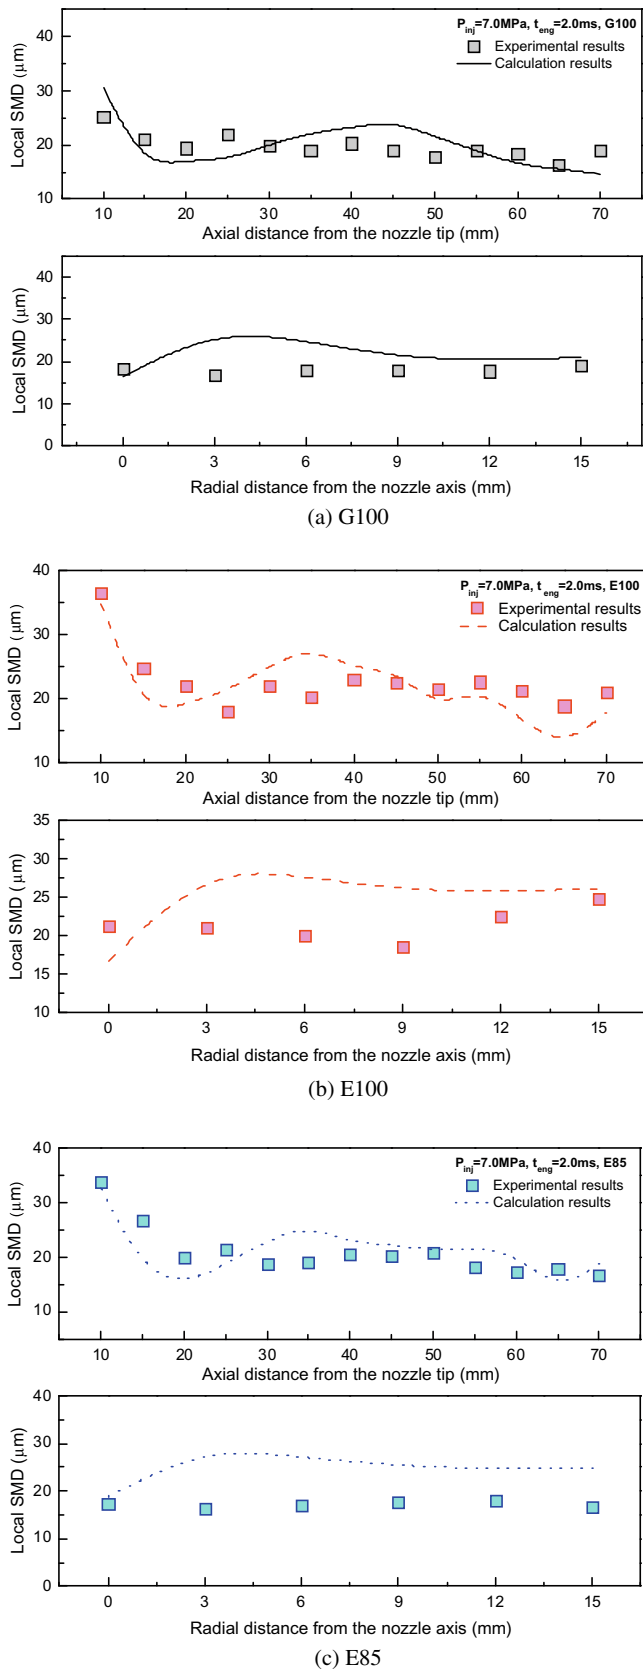 P inj=7.0MPa, t eng=2.0ms, G100
Experimental results
Calculation results
Local SMD (μm)
40
30
20
10
10 20 30 40 50 60 70
Axial distance from the nozzle tip (mm)
Local SMD (μm)
40
30
20
10
0
0 3 6 9 12 15
Radial distance from the nozzle axis (mm)
(a) G100
P inj=7.0MPa, t eng=2.0ms, E100
Experimental results
Calculation results
Local SMD (μm)
40
30
20
10
10 20 30 40 50 60 70
Axial distance from the nozzle tip (mm)
Local SMD (μm)
35
30
25
20
15
10
0 3 6 9 12 15
Radial distance from the nozzle axis (mm)
(b) E100
P inj=7.0MPa, t eng=2.0ms, E85
Experimental results
Calculation results
Local SMD (μm)
40
30
20
10
10 20 30 40 50 60 70
Axial distance from the nozzle tip (mm)
Local SMD (μm)
40
30
20
10
0
0 3 6 9 12 15
Radial distance from the nozzle axis (mm)
(c) E85